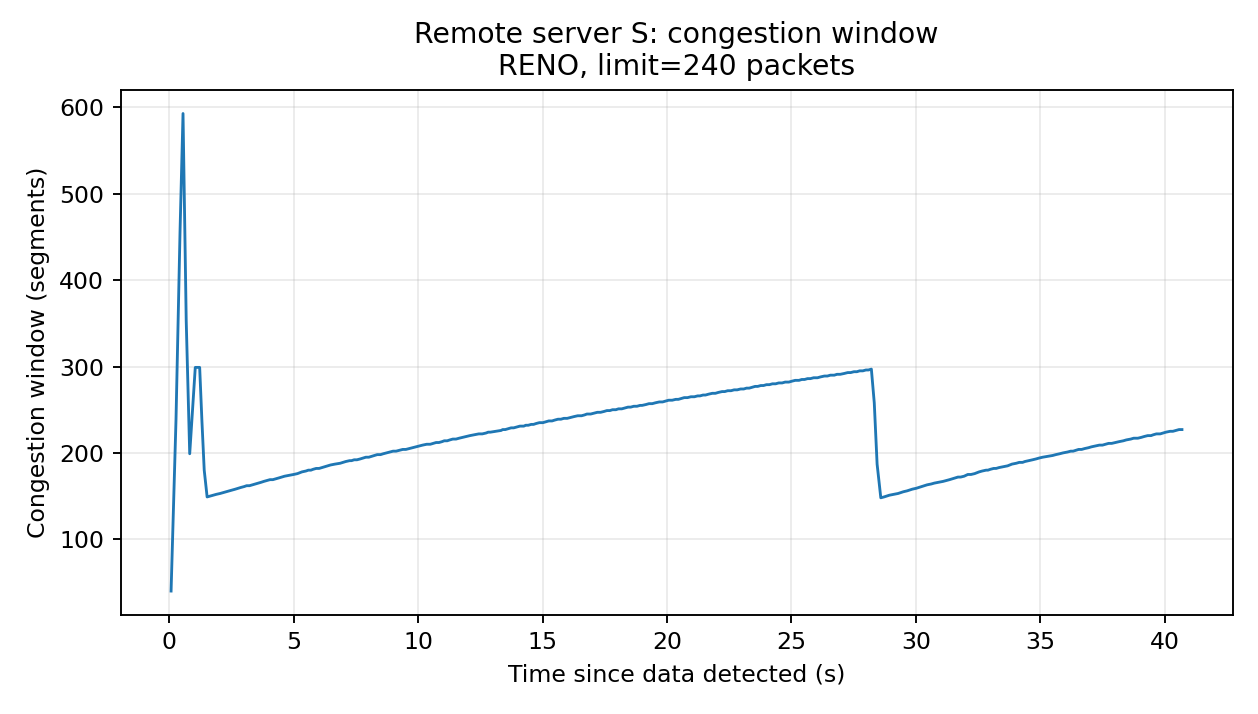 Remote server S: congestion window
RENO, limit=240 packets
Congestion window (segments)
600
500
400
300
200
100
0 5 10 15 20 25 30 35 40
Time since data detected (s)